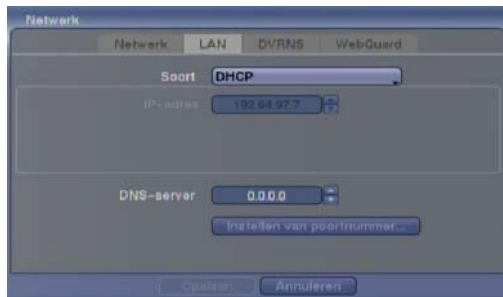 Netwerk
Netwerk LAN DVRNS WebGuard
Soort DHCP
IP-adres 192.64.97.7
DNS-server 0.0.0.0
Instellen van poortnummer...
Opslaan Annuleren